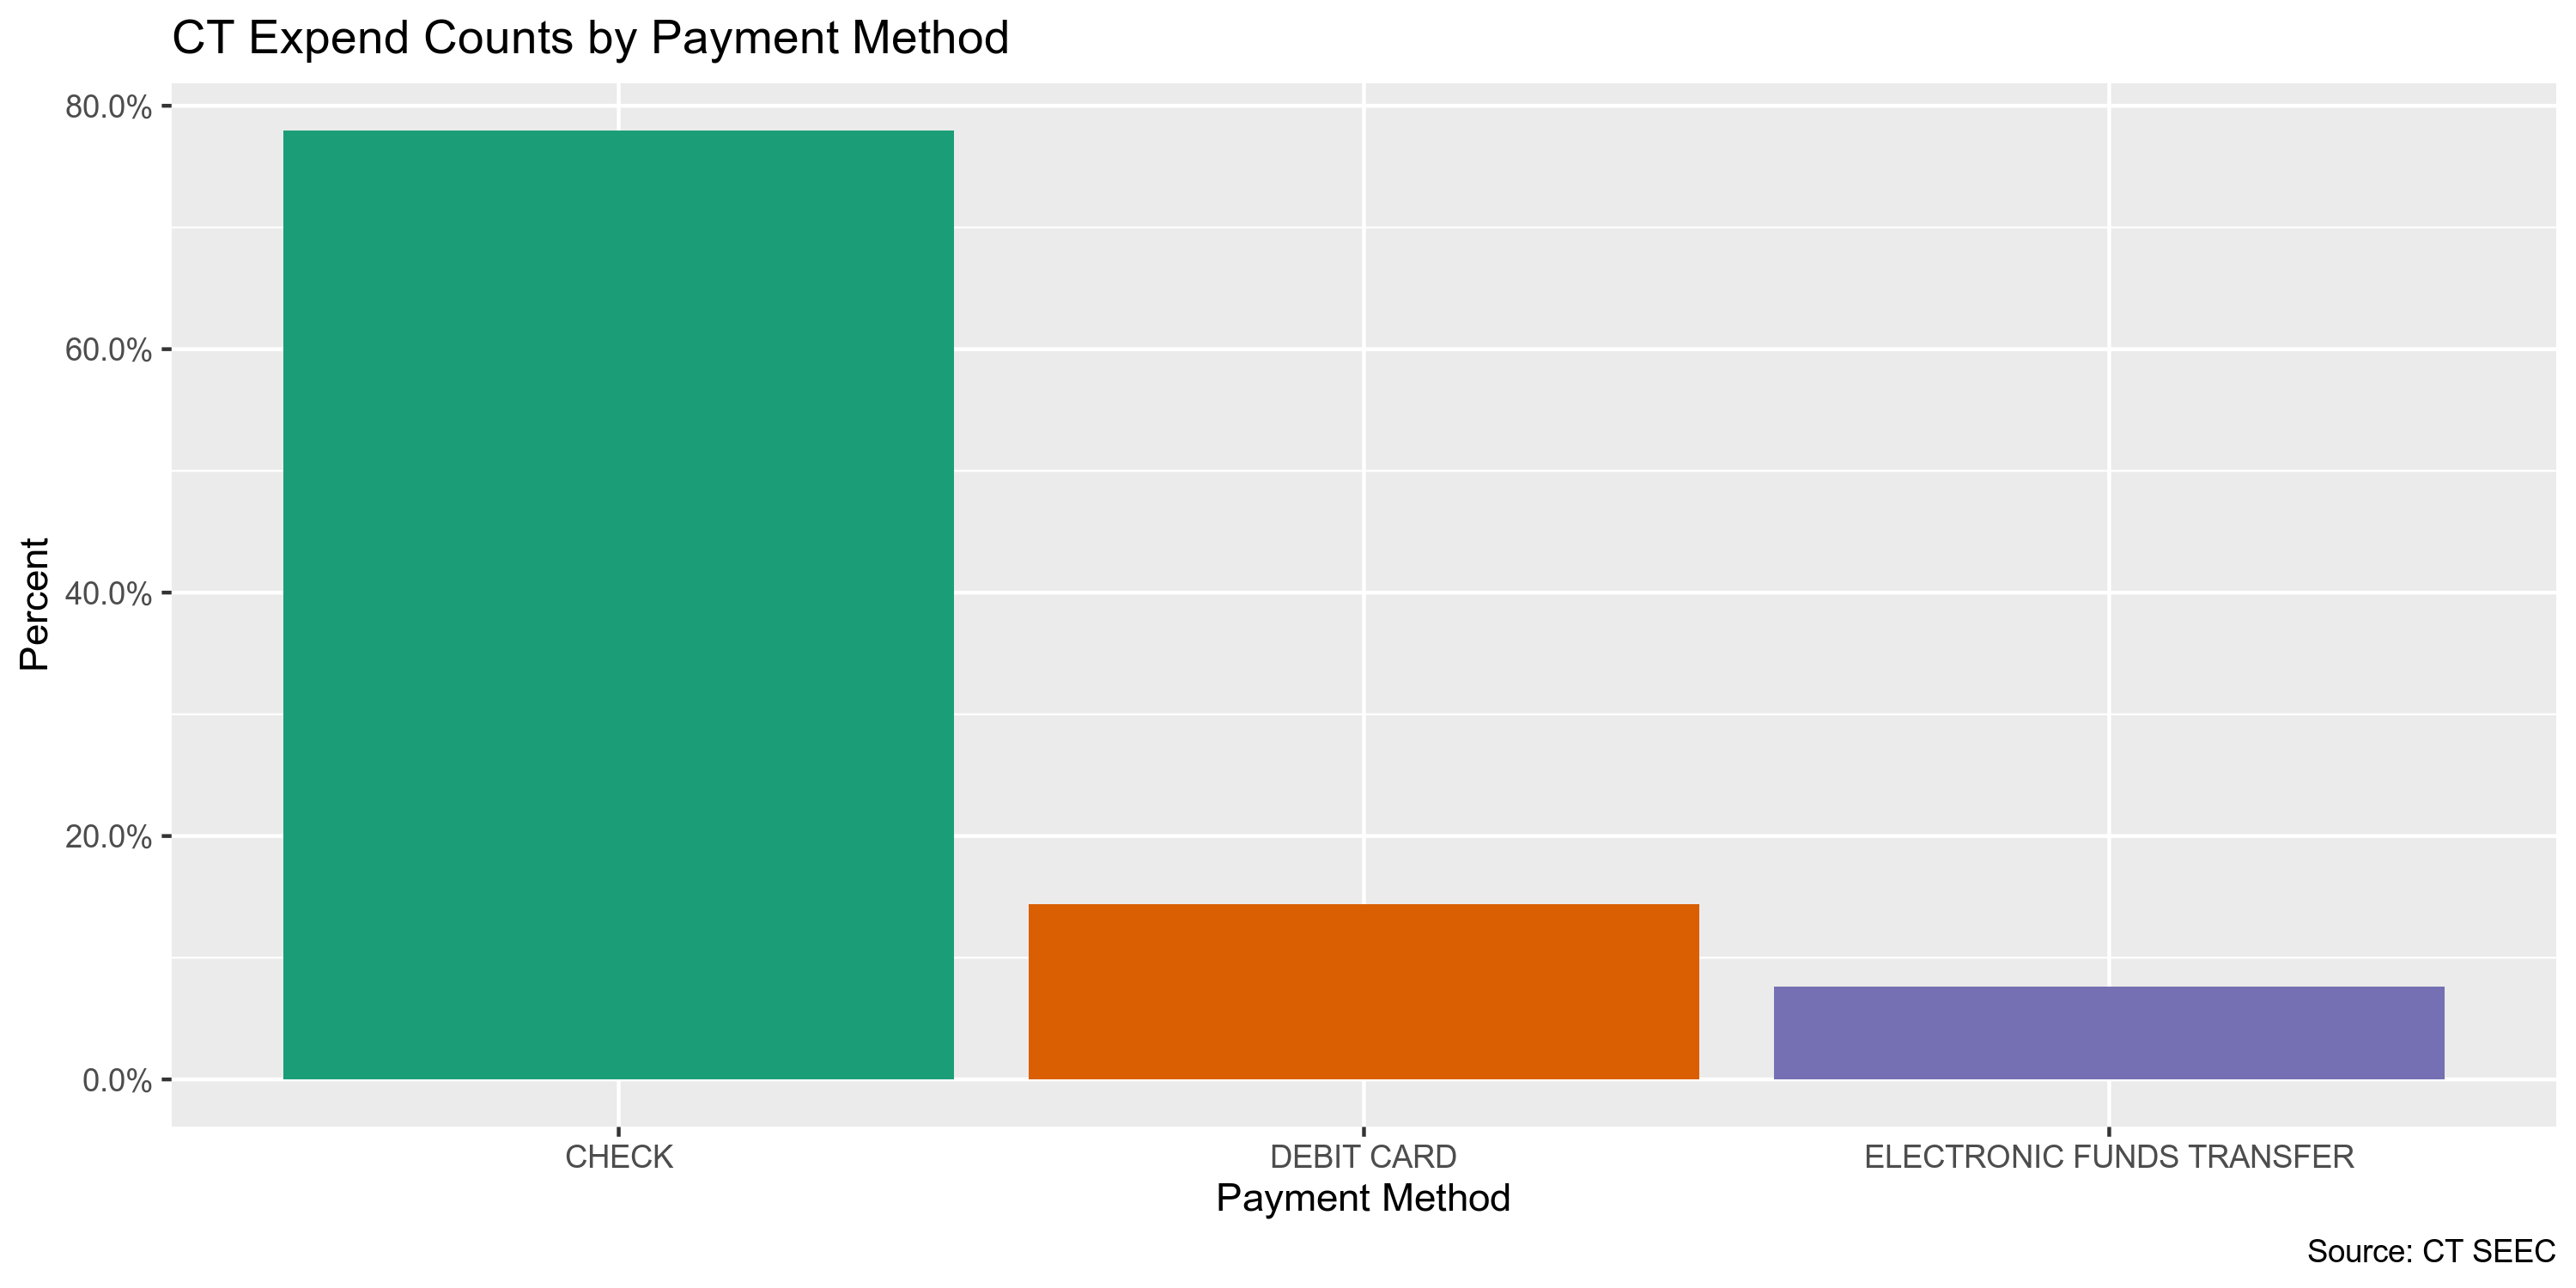 CT Expend Counts by Payment Method
80.0%
60.0%
40.0%
20.0%
0.0%
Percent
CHECK
DEBIT CARD
ELECTRONIC FUNDS TRANSFER
Payment Method
Source: CT SEEC